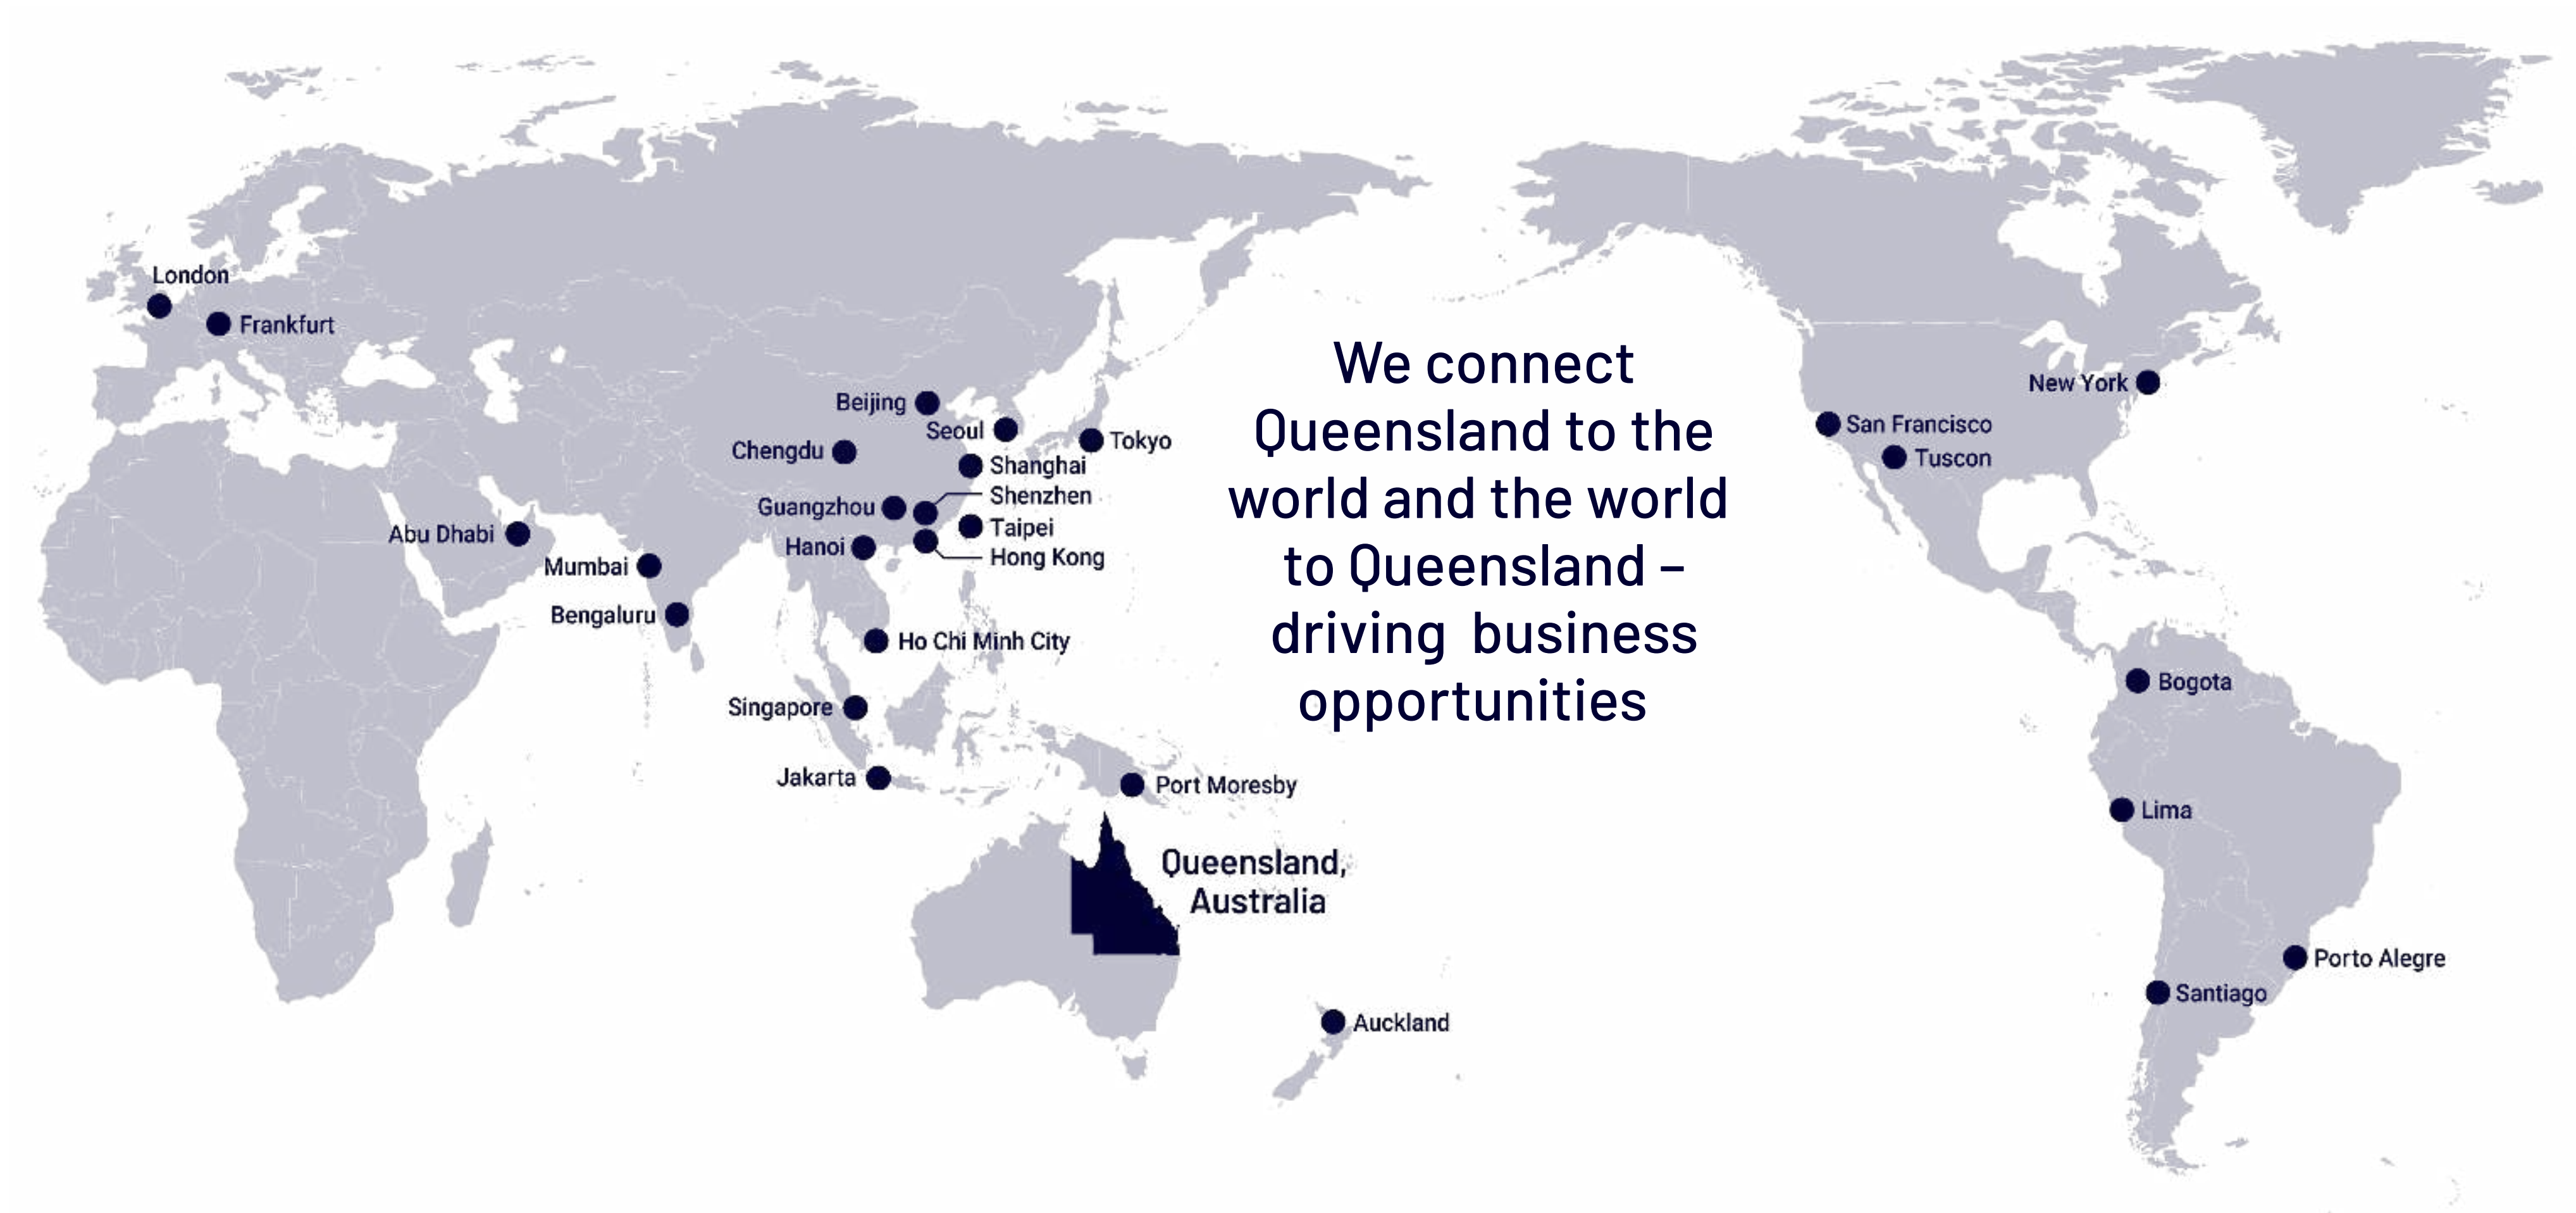 London
Frankfurt
Beijing
Seoul
Tokyo
Chengdu
Shanghai
Shenzhen
Guangzhou
Taipei
Hanoi
Hong Kong
Abu Dhabi
Mumbai
Bengaluru
Ho Chi Minh City
Singapore
Jakarta
Port Moresby
Queensland,
Australia
Auckland
We connect
Queensland to the
world and the world
to Queensland –
driving business
opportunities
New York
San Francisco
Tuscon
Bogota
Lima
Porto Alegre
Santiago